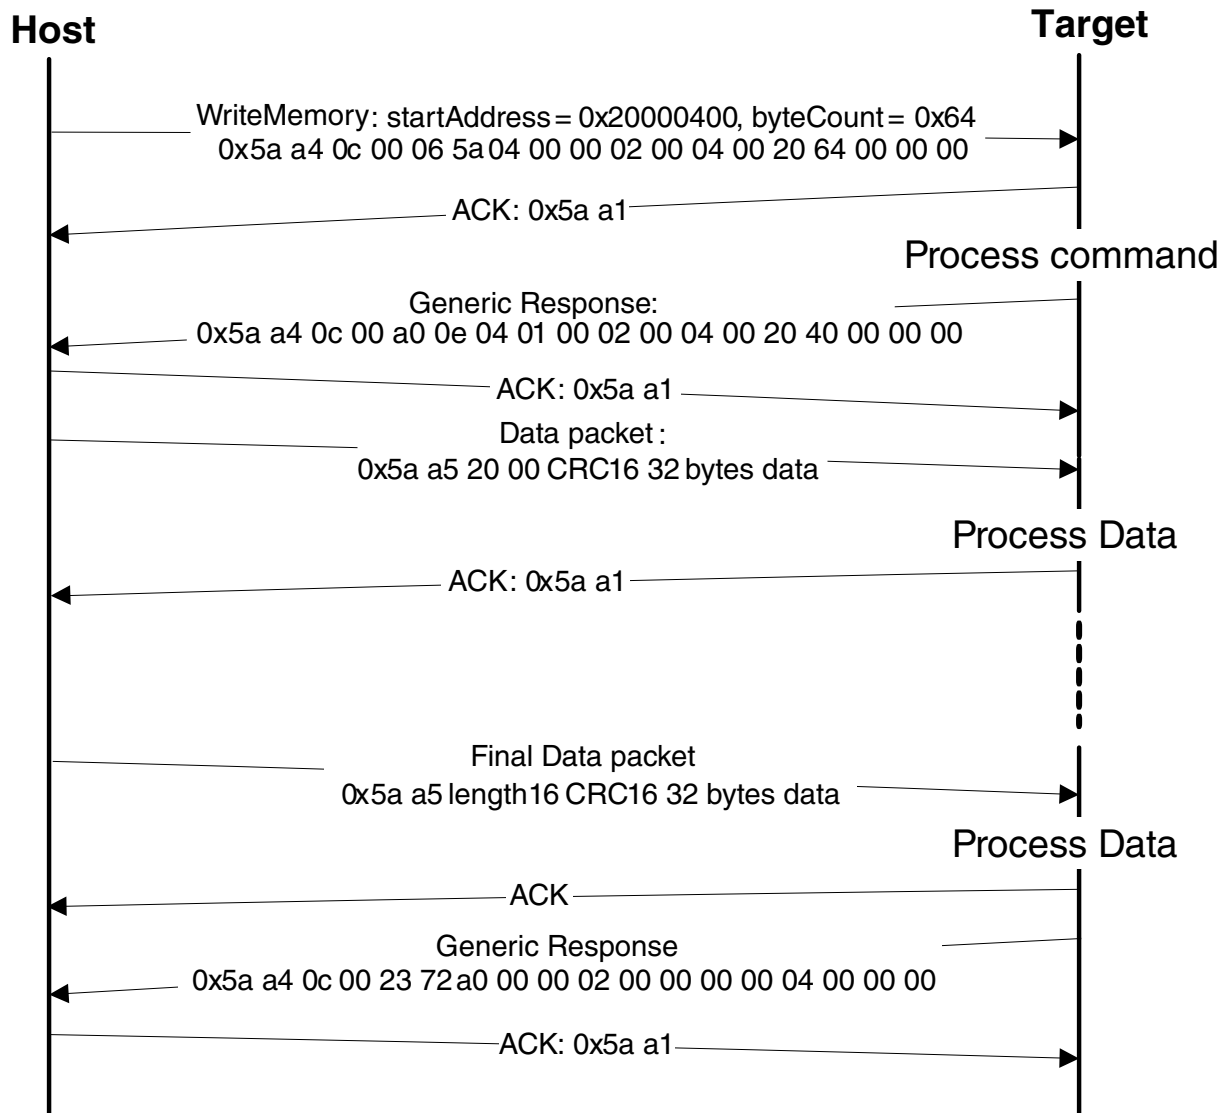 Host
Target
WriteMemory: startAddress = 0x20000400, byteCount = 0x64
0x5a a4 0c 00 06 5a 04 00 00 02 00 04 00 20 64 00 00 00
ACK: 0x5a a1
Process command
Generic Response:
0x5a a4 0c 00 a0 0e 04 01 00 02 00 04 00 20 40 00 00 00
ACK: 0x5a a1
Data packet :
0x5a a5 20 00 CRC16 32 bytes data
Process Data
ACK: 0x5a a1
Final Data packet
0x5a a5 length16 CRC16 32 bytes data
Process Data
ACK
Generic Response
0x5a a4 0c 00 23 72 a0 00 00 02 00 00 00 00 04 00 00 00
ACK: 0x5a a1